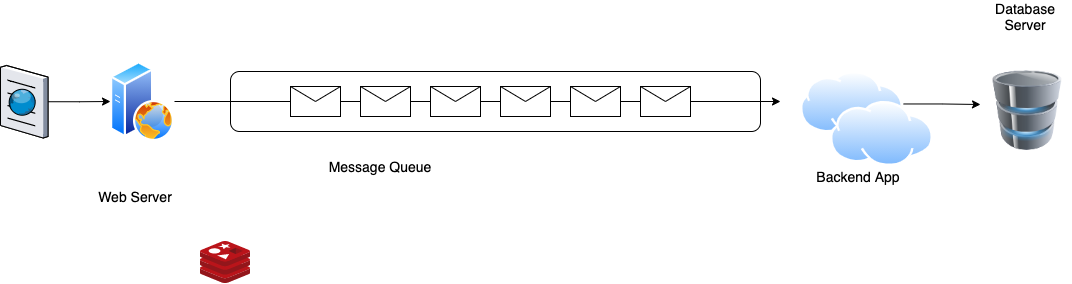 Database
Server
Message Queue
Backend App
Web Server